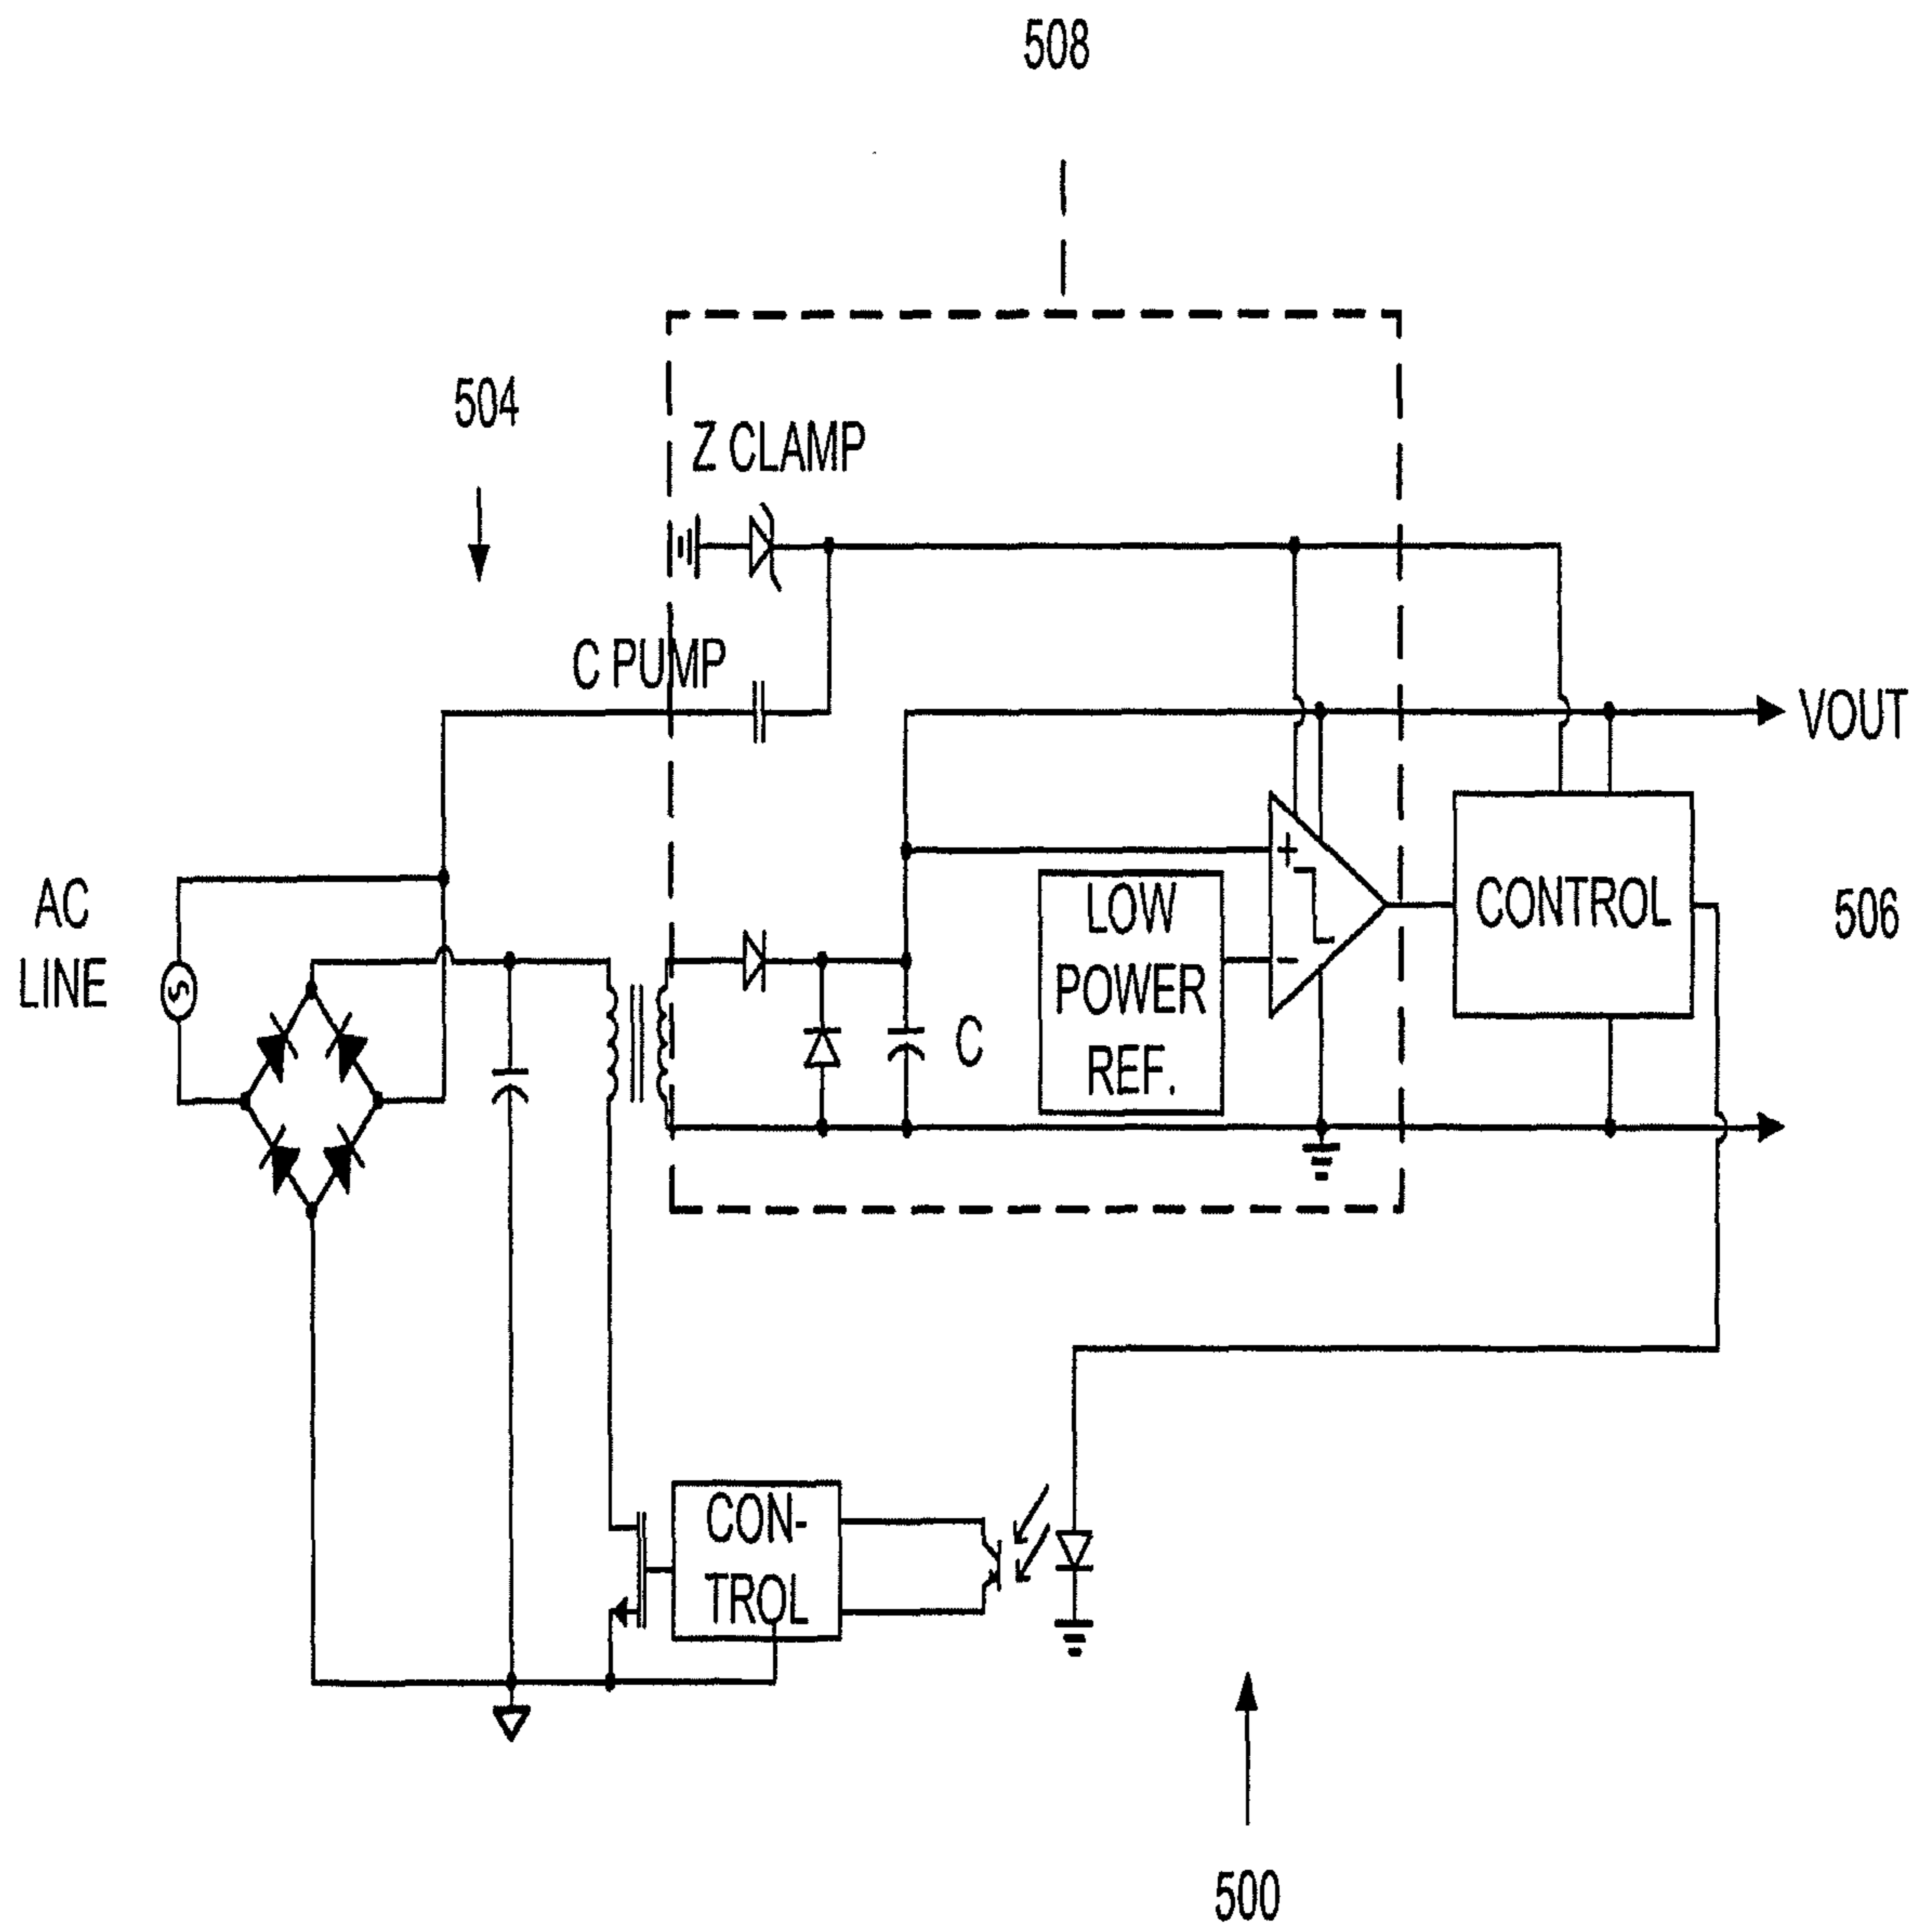 508
504
Z CLAMP
C PUMP
VOUT
AC
LINE
LOW
POWER
REF.
+
−
CONTROL
506
C
CON-
TROL
500